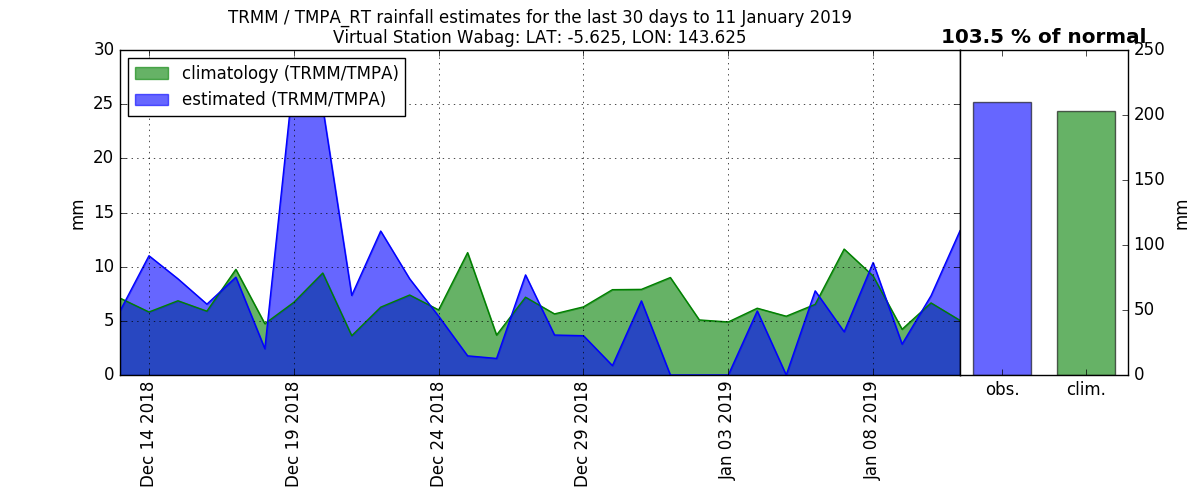 TRMM / TMPA_RT rainfall estimates for the last 30 days to 11 January 2019
Virtual Station Wabag: LAT: -5.625, LON: 143.625
103.5 % of normal
climatology (TRMM/TMPA)
estimated (TRMM/TMPA)
30
25
20
15
10
5
0
mm
250
200
150
100
50
0
mm
Dec 14 2018
Dec 19 2018
Dec 24 2018
Dec 29 2018
Jan 03 2019
Jan 08 2019
obs.
clim.